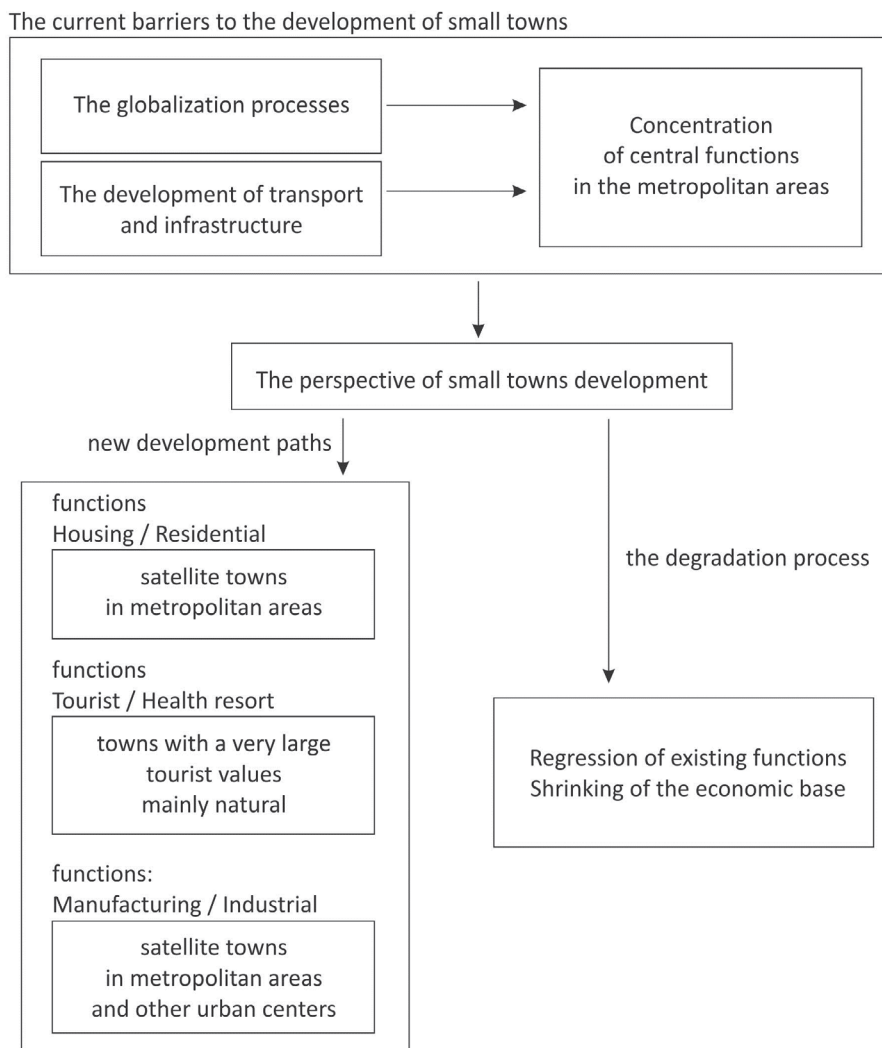 The current barriers to the development of small towns
The globalization processes
The development of transport
and infrastructure
Concentration
of central functions
in the metropolitan areas
The perspective of small towns development
new development paths
functions
Housing / Residential
satellite towns
in metropolitan areas
functions
Tourist / Health resort
towns with a very large
tourist values
mainly natural
functions:
Manufacturing / Industrial
satellite towns
in metropolitan areas
and other urban centers
the degradation process
Regression of existing functions
Shrinking of the economic base